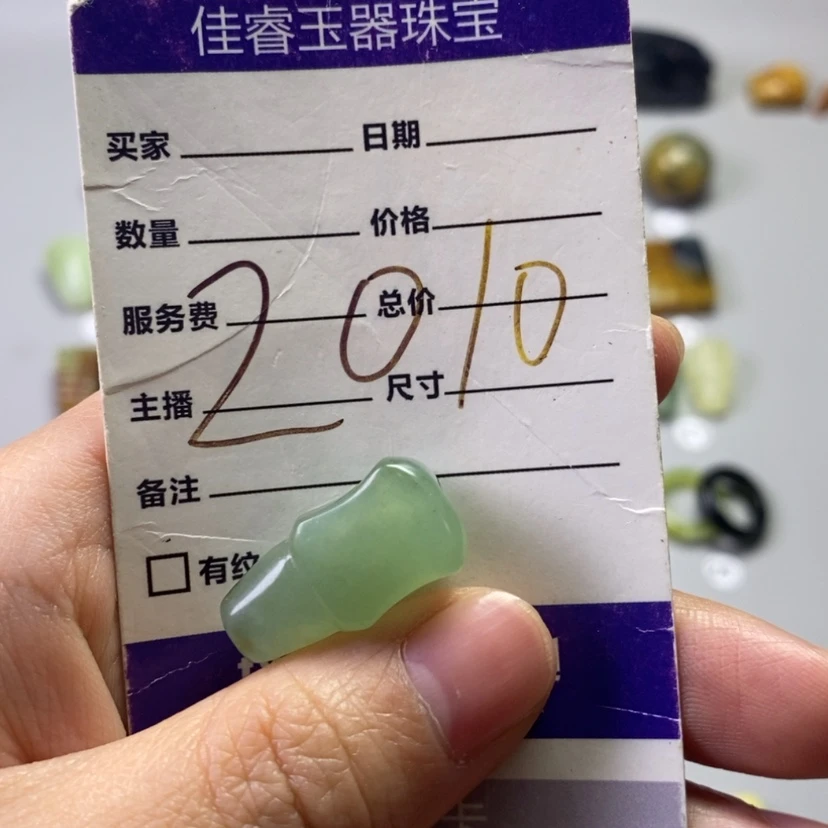 佳睿玉器珠宝
买家 日期
数量 价格
服务费 总价
2010
主播 尺寸
备注
有纹